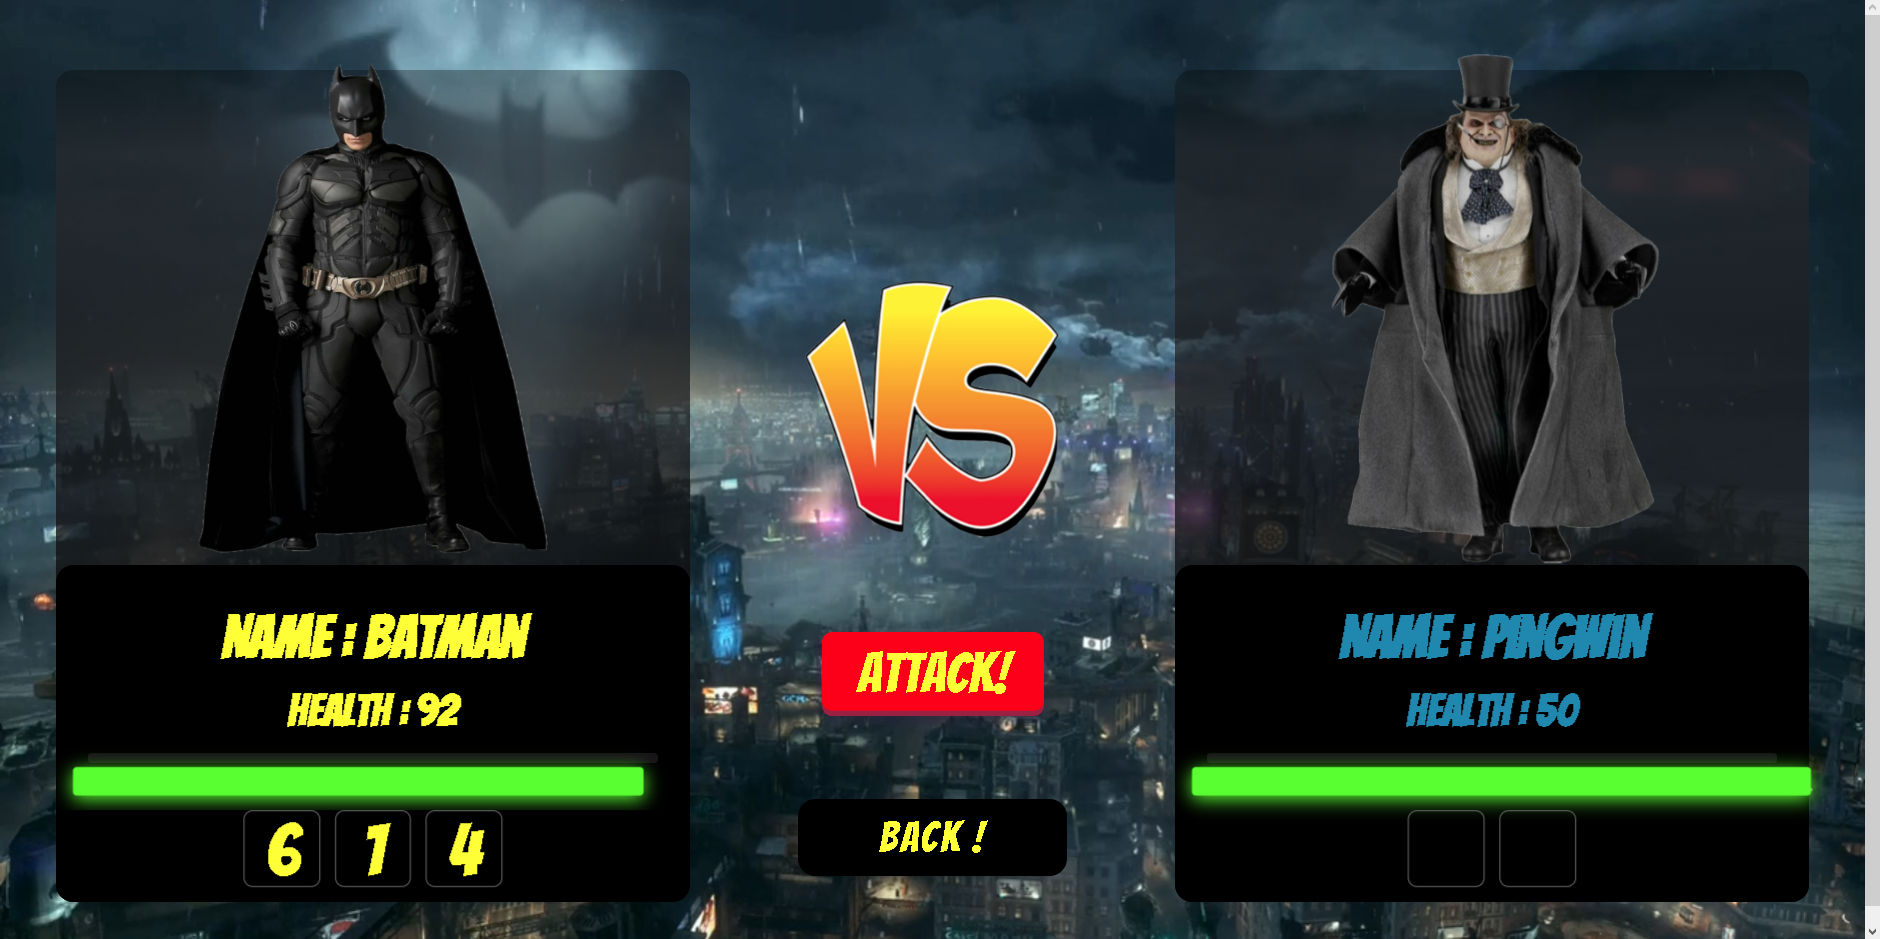 NAME : BATMAN
HEALTH : 92
6 1 4
VS
ATTACK!
BACK !
NAME : PINGWIN
HEALTH : 50